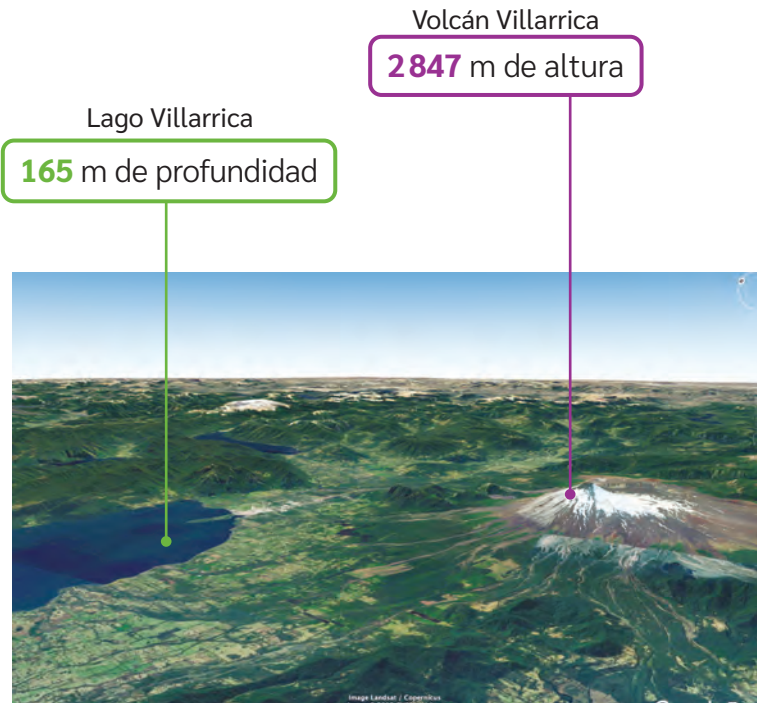 Volcán Villarrica
2 847 m de altura
Lago Villarrica
165 m de profundidad
Image Landsat / Copernicus